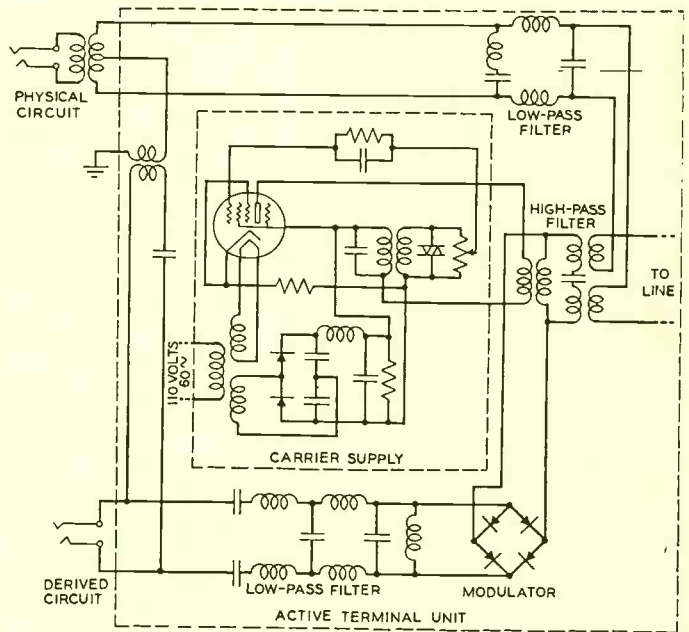 PHYSICAL
CIRCUIT
LOW-PASS
FILTER
HIGH-PASS
FILTER
TO
LINE
110 VOLTS
60~
CARRIER SUPPLY
DERIVED
CIRCUIT
LOW-PASS FILTER
MODULATOR
ACTIVE TERMINAL UNIT